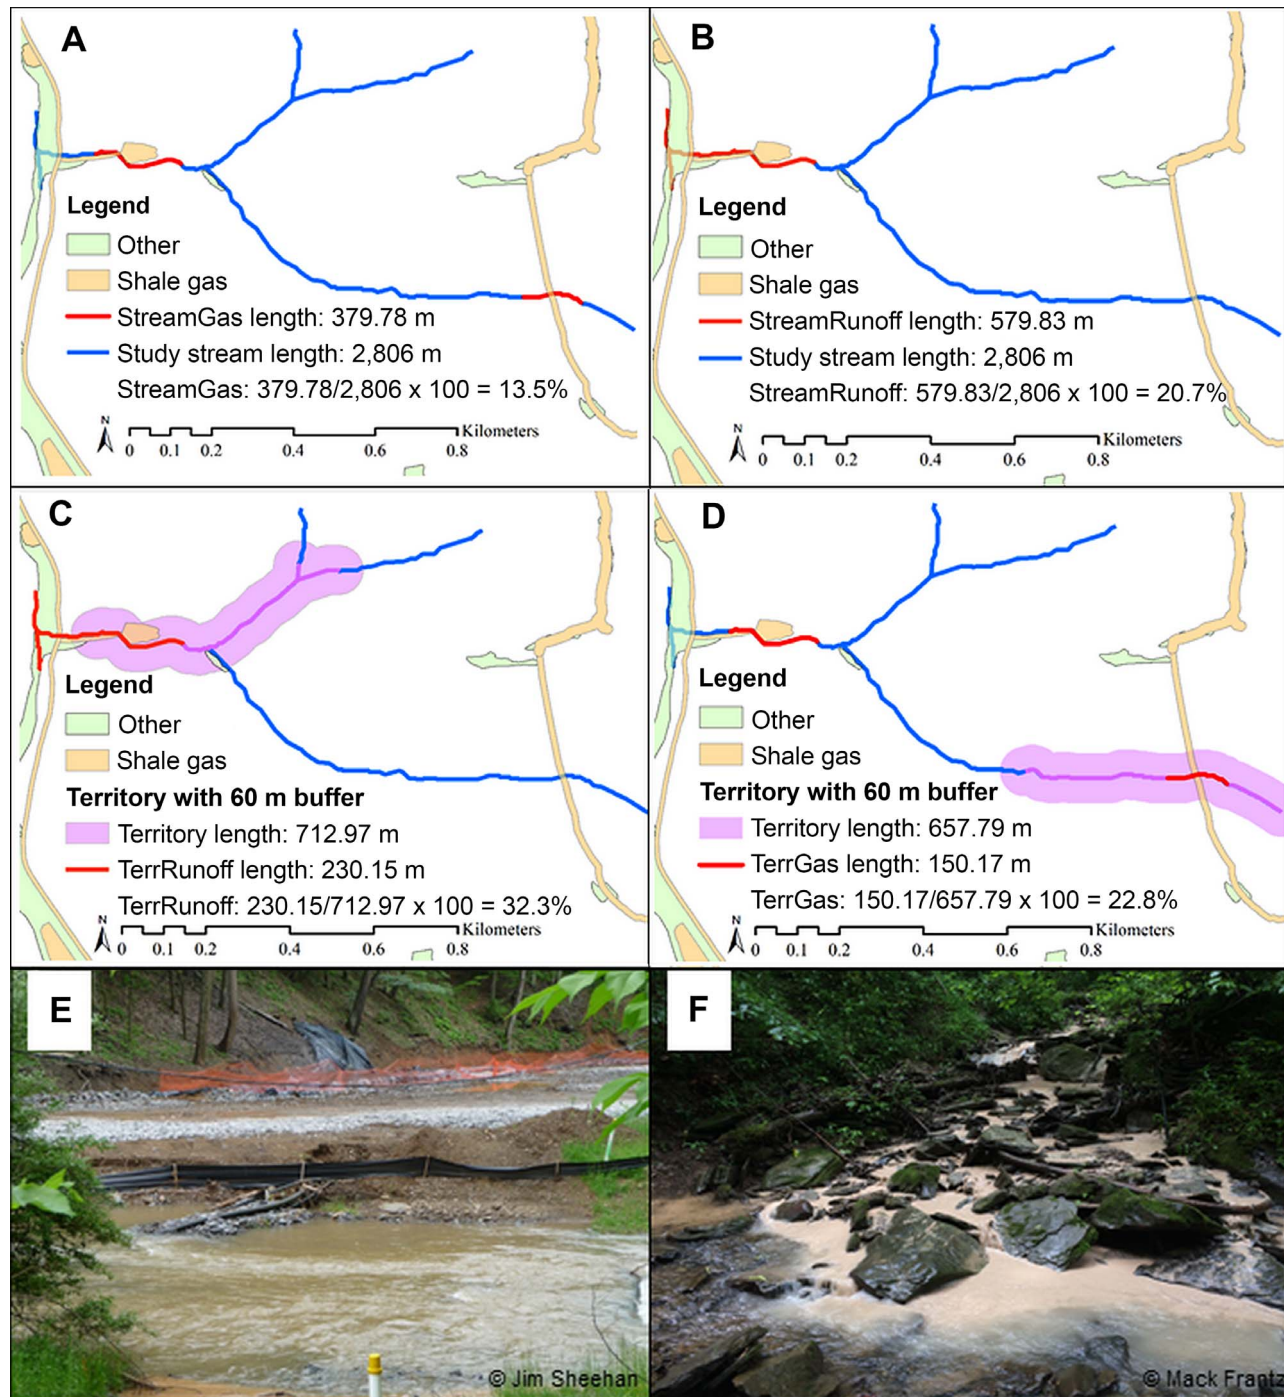 A
Legend
Other
Shale gas
StreamGas length: 379.78 m
Study stream length: 2,806 m
StreamGas: 379.78/2,806 x 100 = 13.5%
N
Kilometers
0 0.1 0.2 0.4 0.6 0.8
B
Legend
Other
Shale gas
StreamRunoff length: 579.83 m
Study stream length: 2,806 m
StreamRunoff: 579.83/2,806 x 100 = 20.7%
N
Kilometers
0 0.1 0.2 0.4 0.6 0.8
C
Legend
Other
Shale gas
Territory with 60 m buffer
Territory length: 712.97 m
TerrRunoff length: 230.15 m
TerrRunoff: 230.15/712.97 x 100 = 32.3%
N
Kilometers
0 0.1 0.2 0.4 0.6 0.8
D
Legend
Other
Shale gas
Territory with 60 m buffer
Territory length: 657.79 m
TerrGas length: 150.17 m
TerrGas: 150.17/657.79 x 100 = 22.8%
N
Kilometers
0 0.1 0.2 0.4 0.6 0.8
E
© Jim Sheehan
F
© Mack Frantz